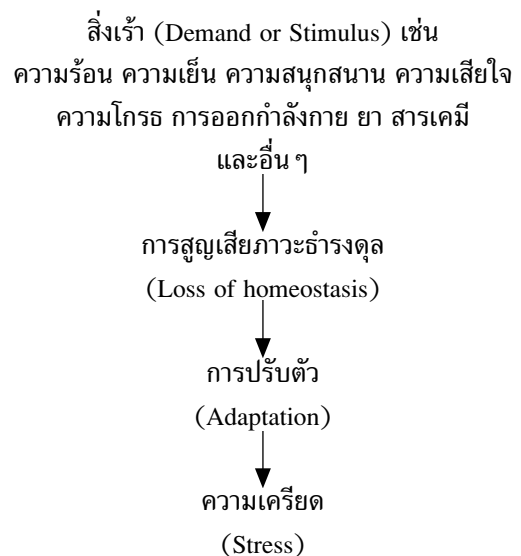 สิ่งเร้า (Demand or Stimulus) เช่น
ความร้อน ความเย็น ความสนุกสนาน ความเสียใจ
ความโกรธ การออกกำลังกาย ยา สารเคมี
และอื่น ๆ
การสูญเสียภาวะธำรงดุล
(Loss of homeostasis)
การปรับตัว
(Adaptation)
ความเครียด
(Stress)